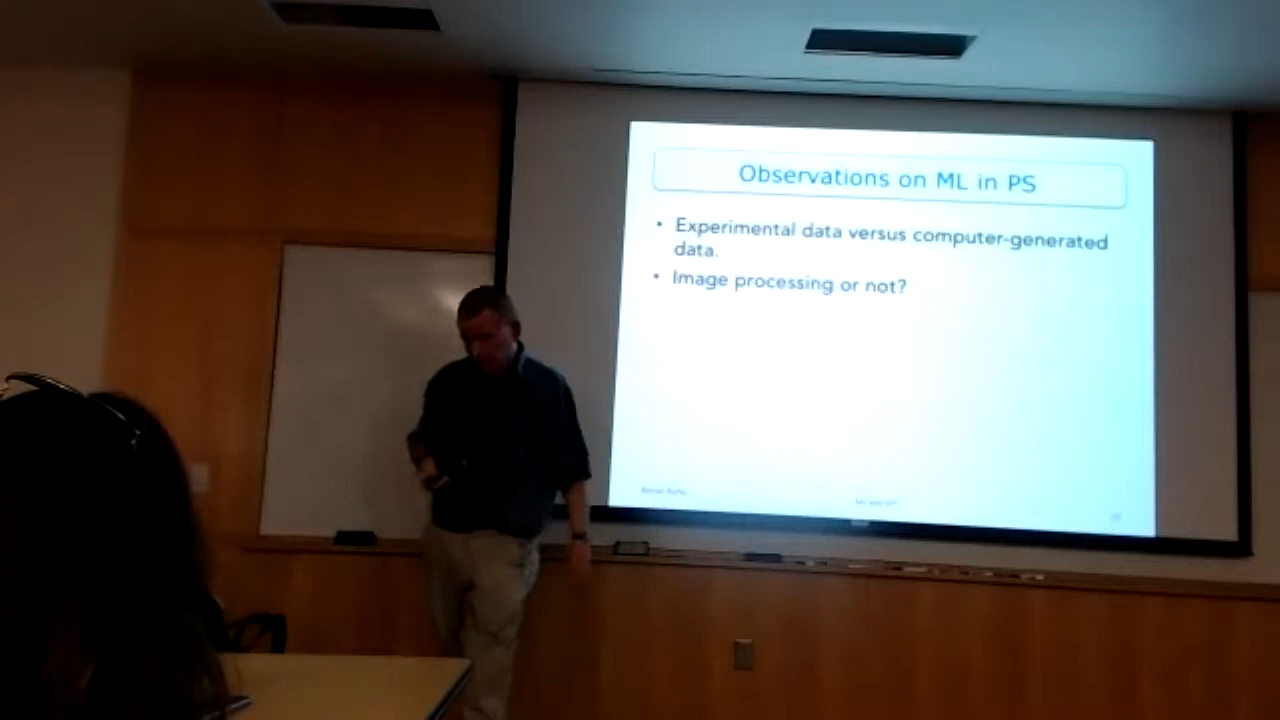 Observations on ML in PS
• Experimental data versus computer-generated
data.
• Image processing or not?